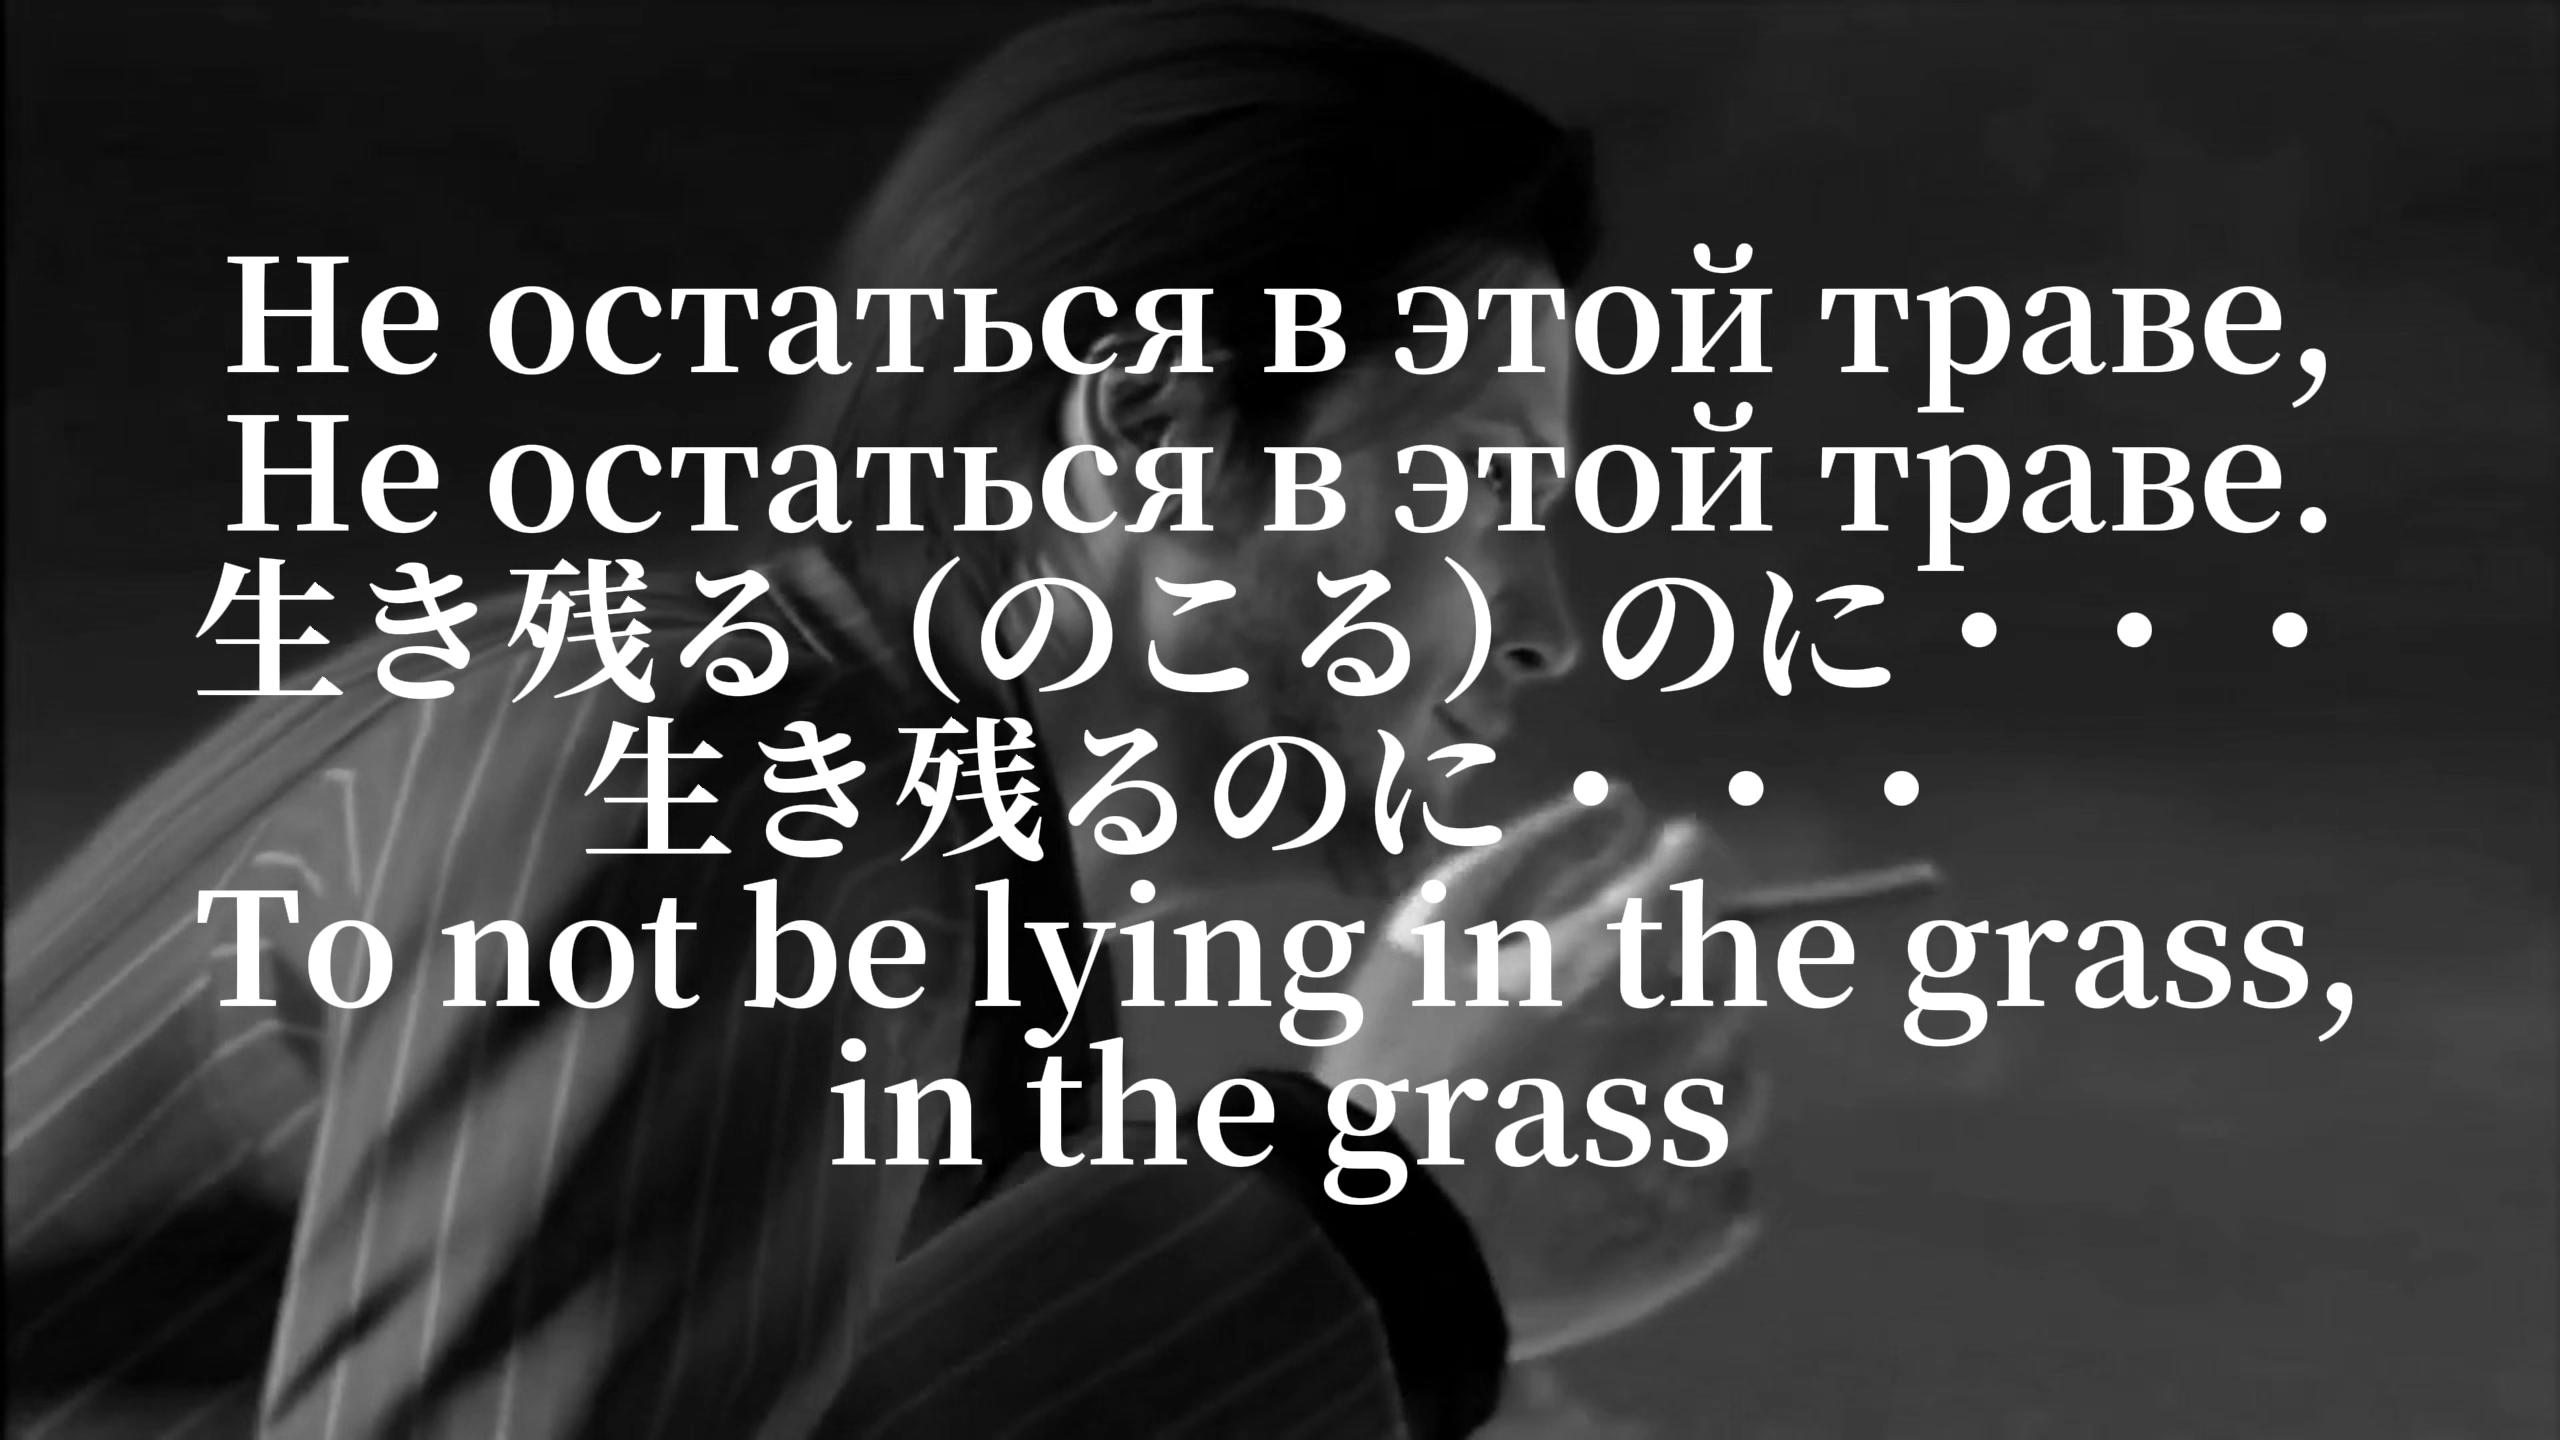 Не остаться в этой траве,
Не остаться в этой траве.
生き残る（のこる）のに・・・
生き残るのに・・・
To not be lying in the grass,
in the grass